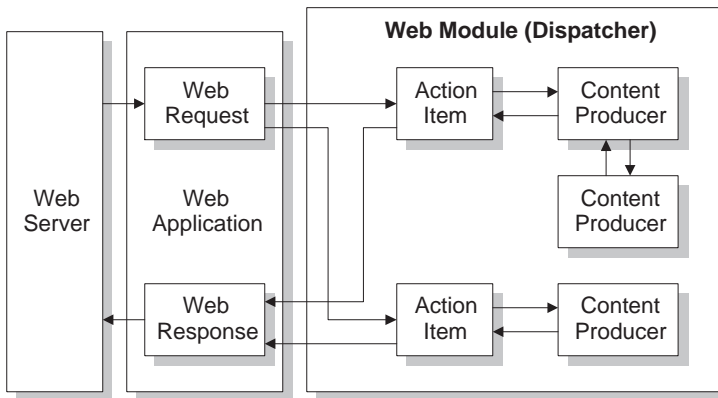 Web Module (Dispatcher)
Web
Request
Action
Item
Content
Producer
Web
Server
Web
Application
Content
Producer
Web
Response
Action
Item
Content
Producer